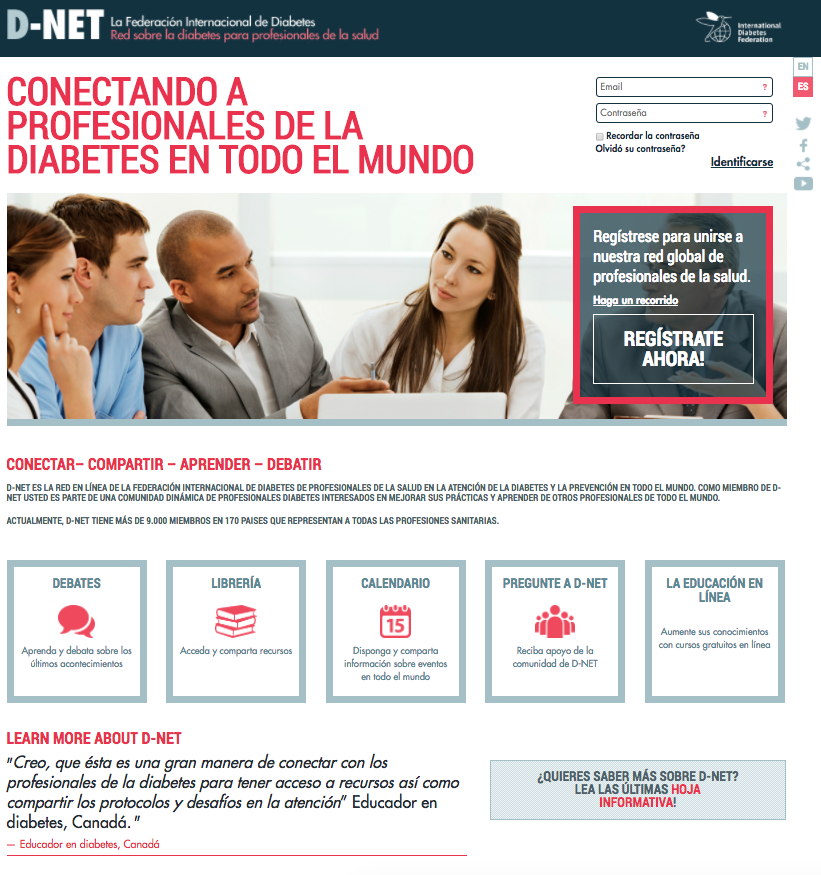 D-NET
La Federación Internacional de Diabetes
Red sobre la diabetes para profesionales de la salud
International
Diabetes
Federation
EN
ES
CONECTANDO A
PROFESIONALES DE LA
DIABETES EN TODO EL MUNDO
Email ?
Contraseña ?
Recordar la contraseña
Olvidó su contraseña?
Identificarse
Regístrese para unirse a
nuestra red global de
profesionales de la salud.
Haga un recorrido
REGÍSTRATE
AHORA!
CONECTAR– COMPARTIR – APRENDER – DEBATIR
D-NET ES LA RED EN LÍNEA DE LA FEDERACIÓN INTERNACIONAL DE DIABETES DE PROFESIONALES DE LA SALUD EN LA ATENCIÓN DE LA DIABETES Y LA PREVENCIÓN EN TODO EL MUNDO. COMO MIEMBRO DE D-
NET USTED ES PARTE DE UNA COMUNIDAD DINÁMICA DE PROFESIONALES DIABETES INTERESADOS EN MEJORAR SUS PRÁCTICAS Y APRENDER DE OTROS PROFESIONALES DE TODO EL MUNDO.
ACTUALMENTE, D-NET TIENE MÁS DE 9.000 MIEMBROS EN 170 PAISES QUE REPRESENTAN A TODAS LAS PROFESIONES SANITARIAS.
DEBATES
Aprenda y debata sobre los
últimos acontecimientos
LIBRERÍA
Acceda y comparta recursos
CALENDARIO
15
Disponga y comparta
información sobre eventos
en todo el mundo
PREGUNTE A D-NET
Reciba apoyo de la
comunidad de D-NET
LA EDUCACIÓN EN
LÍNEA
Aumente sus conocimientos
con cursos gratuitos en línea
LEARN MORE ABOUT D-NET
"Creo, que ésta es una gran manera de conectar con los
profesionales de la diabetes para tener acceso a recursos así como
compartir los protocolos y desafíos en la atención” Educador en
diabetes, Canadá."
— Educador en diabetes, Canadá
¿QUIERES SABER MÁS SOBRE D-NET?
LEA LAS ÚLTIMAS HOJA
INFORMATIVA!